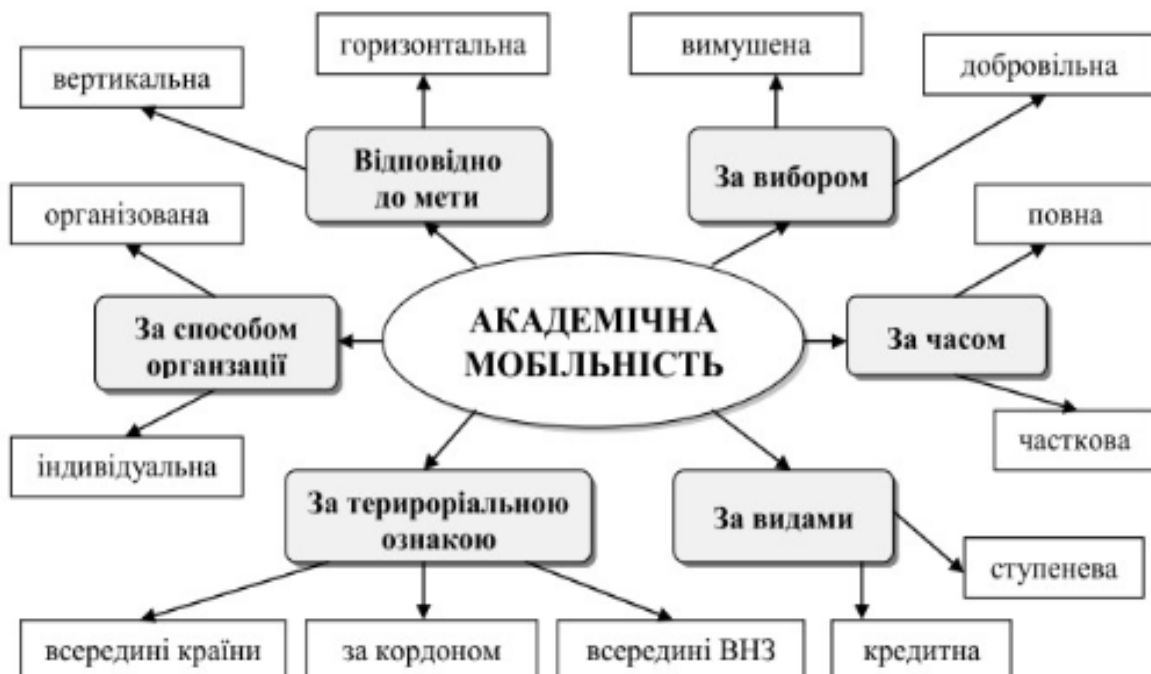 горизонтальна
вимушена
вертикальна
добровільна
Відповідно
до мети
За вибором
організована
повна
За способом
органзації
АКАДЕМІЧНА
МОБІЛЬНІСТЬ
За часом
індивідуальна
часткова
За терироріальною
ознакою
За видами
ступенева
всередині країни
за кордоном
всередині ВНЗ
кредитна